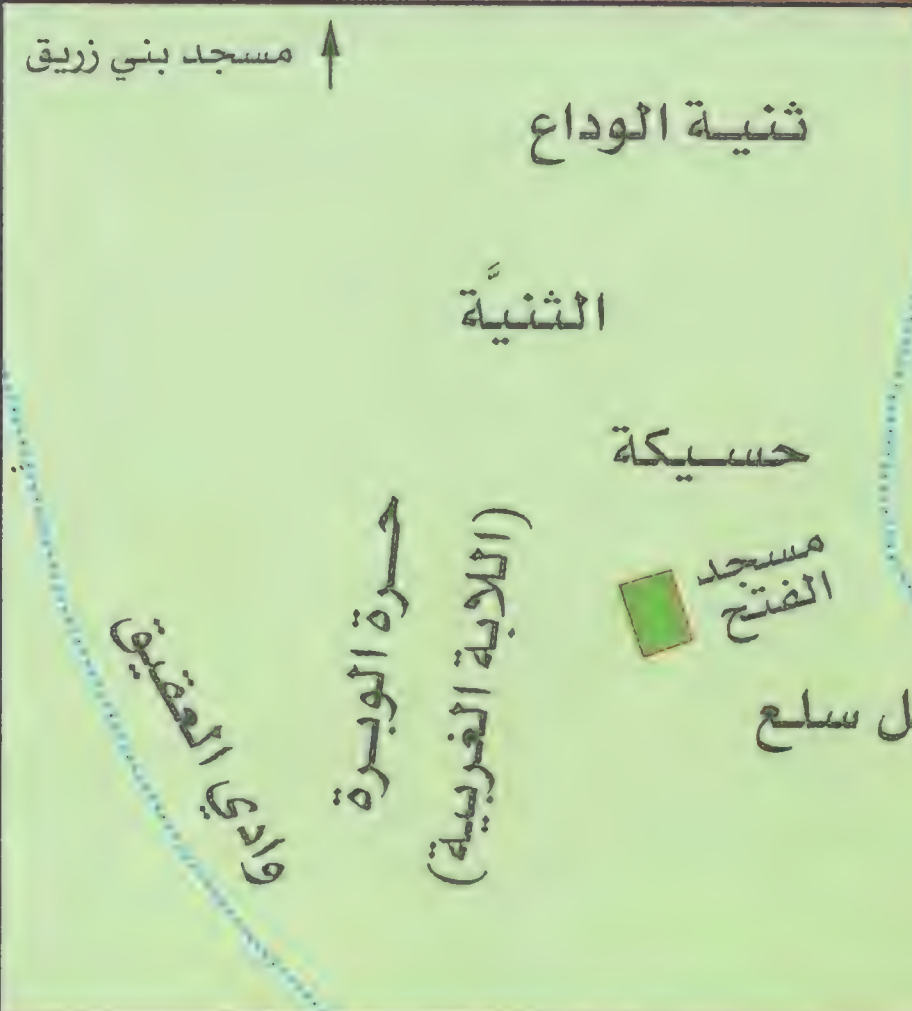 مسجد بني زريق
ثنية الوداع
الثنيَّة
حسيكة
مسجد
الفتح
ل سلع
(اللابة الغربية)
حرة الوبرة
وادي العقيق